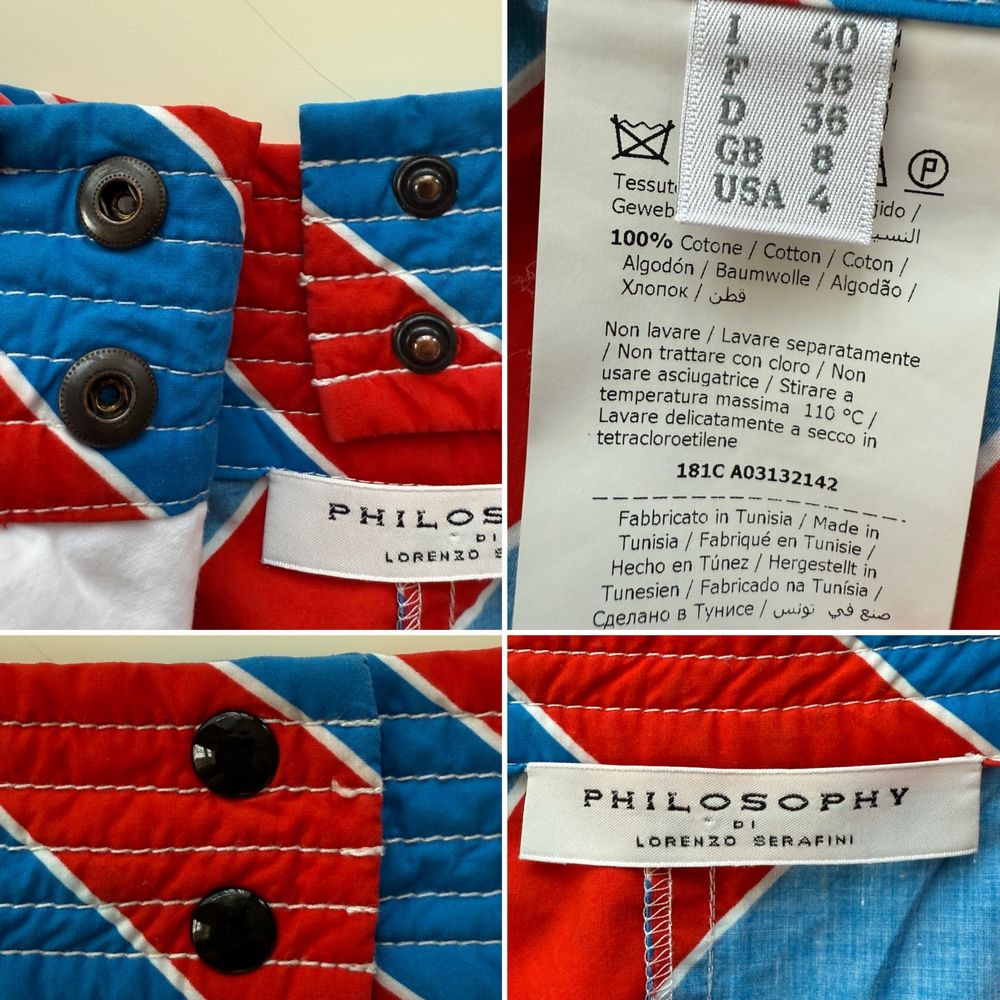 PHILOS
DI
LORENZO S
I 40
F 36
D 36
GB 8
USA 4
P
Tessut
Geweb jido /
100% Cotone / Cotton / Coton /
Algodón / Baumwolle / Algodão /
Хлопок / قطن
Non lavare / Lavare separatamente
/ Non trattare con cloro / Non
usare asciugatrice / Stirare a
temperatura massima 110 °C /
Lavare delicatamente a secco in
tetracloroetilene
181C A03132142
Fabbricato in Tunisia / Made in
Tunisia / Fabriqué en Tunisie /
Hecho en Túnez / Hergestellt in
Tunesien / Fabricado na Tunísia /
Сделано в Тунисе / صنع في تونس
PHILOSOPHY
DI
LORENZO SERAFINI